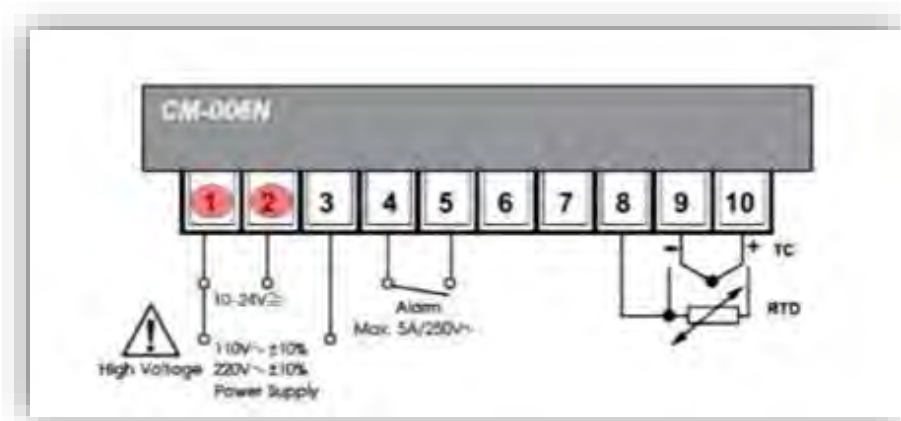 CM-006N
1 2 3 4 5 6 7 8 9 10
- + TC
10-24V≂
RTD
Alarm
Max. 5A/250V~
High Voltage
110V~ ±10%
220V~ ±10%
Power Supply